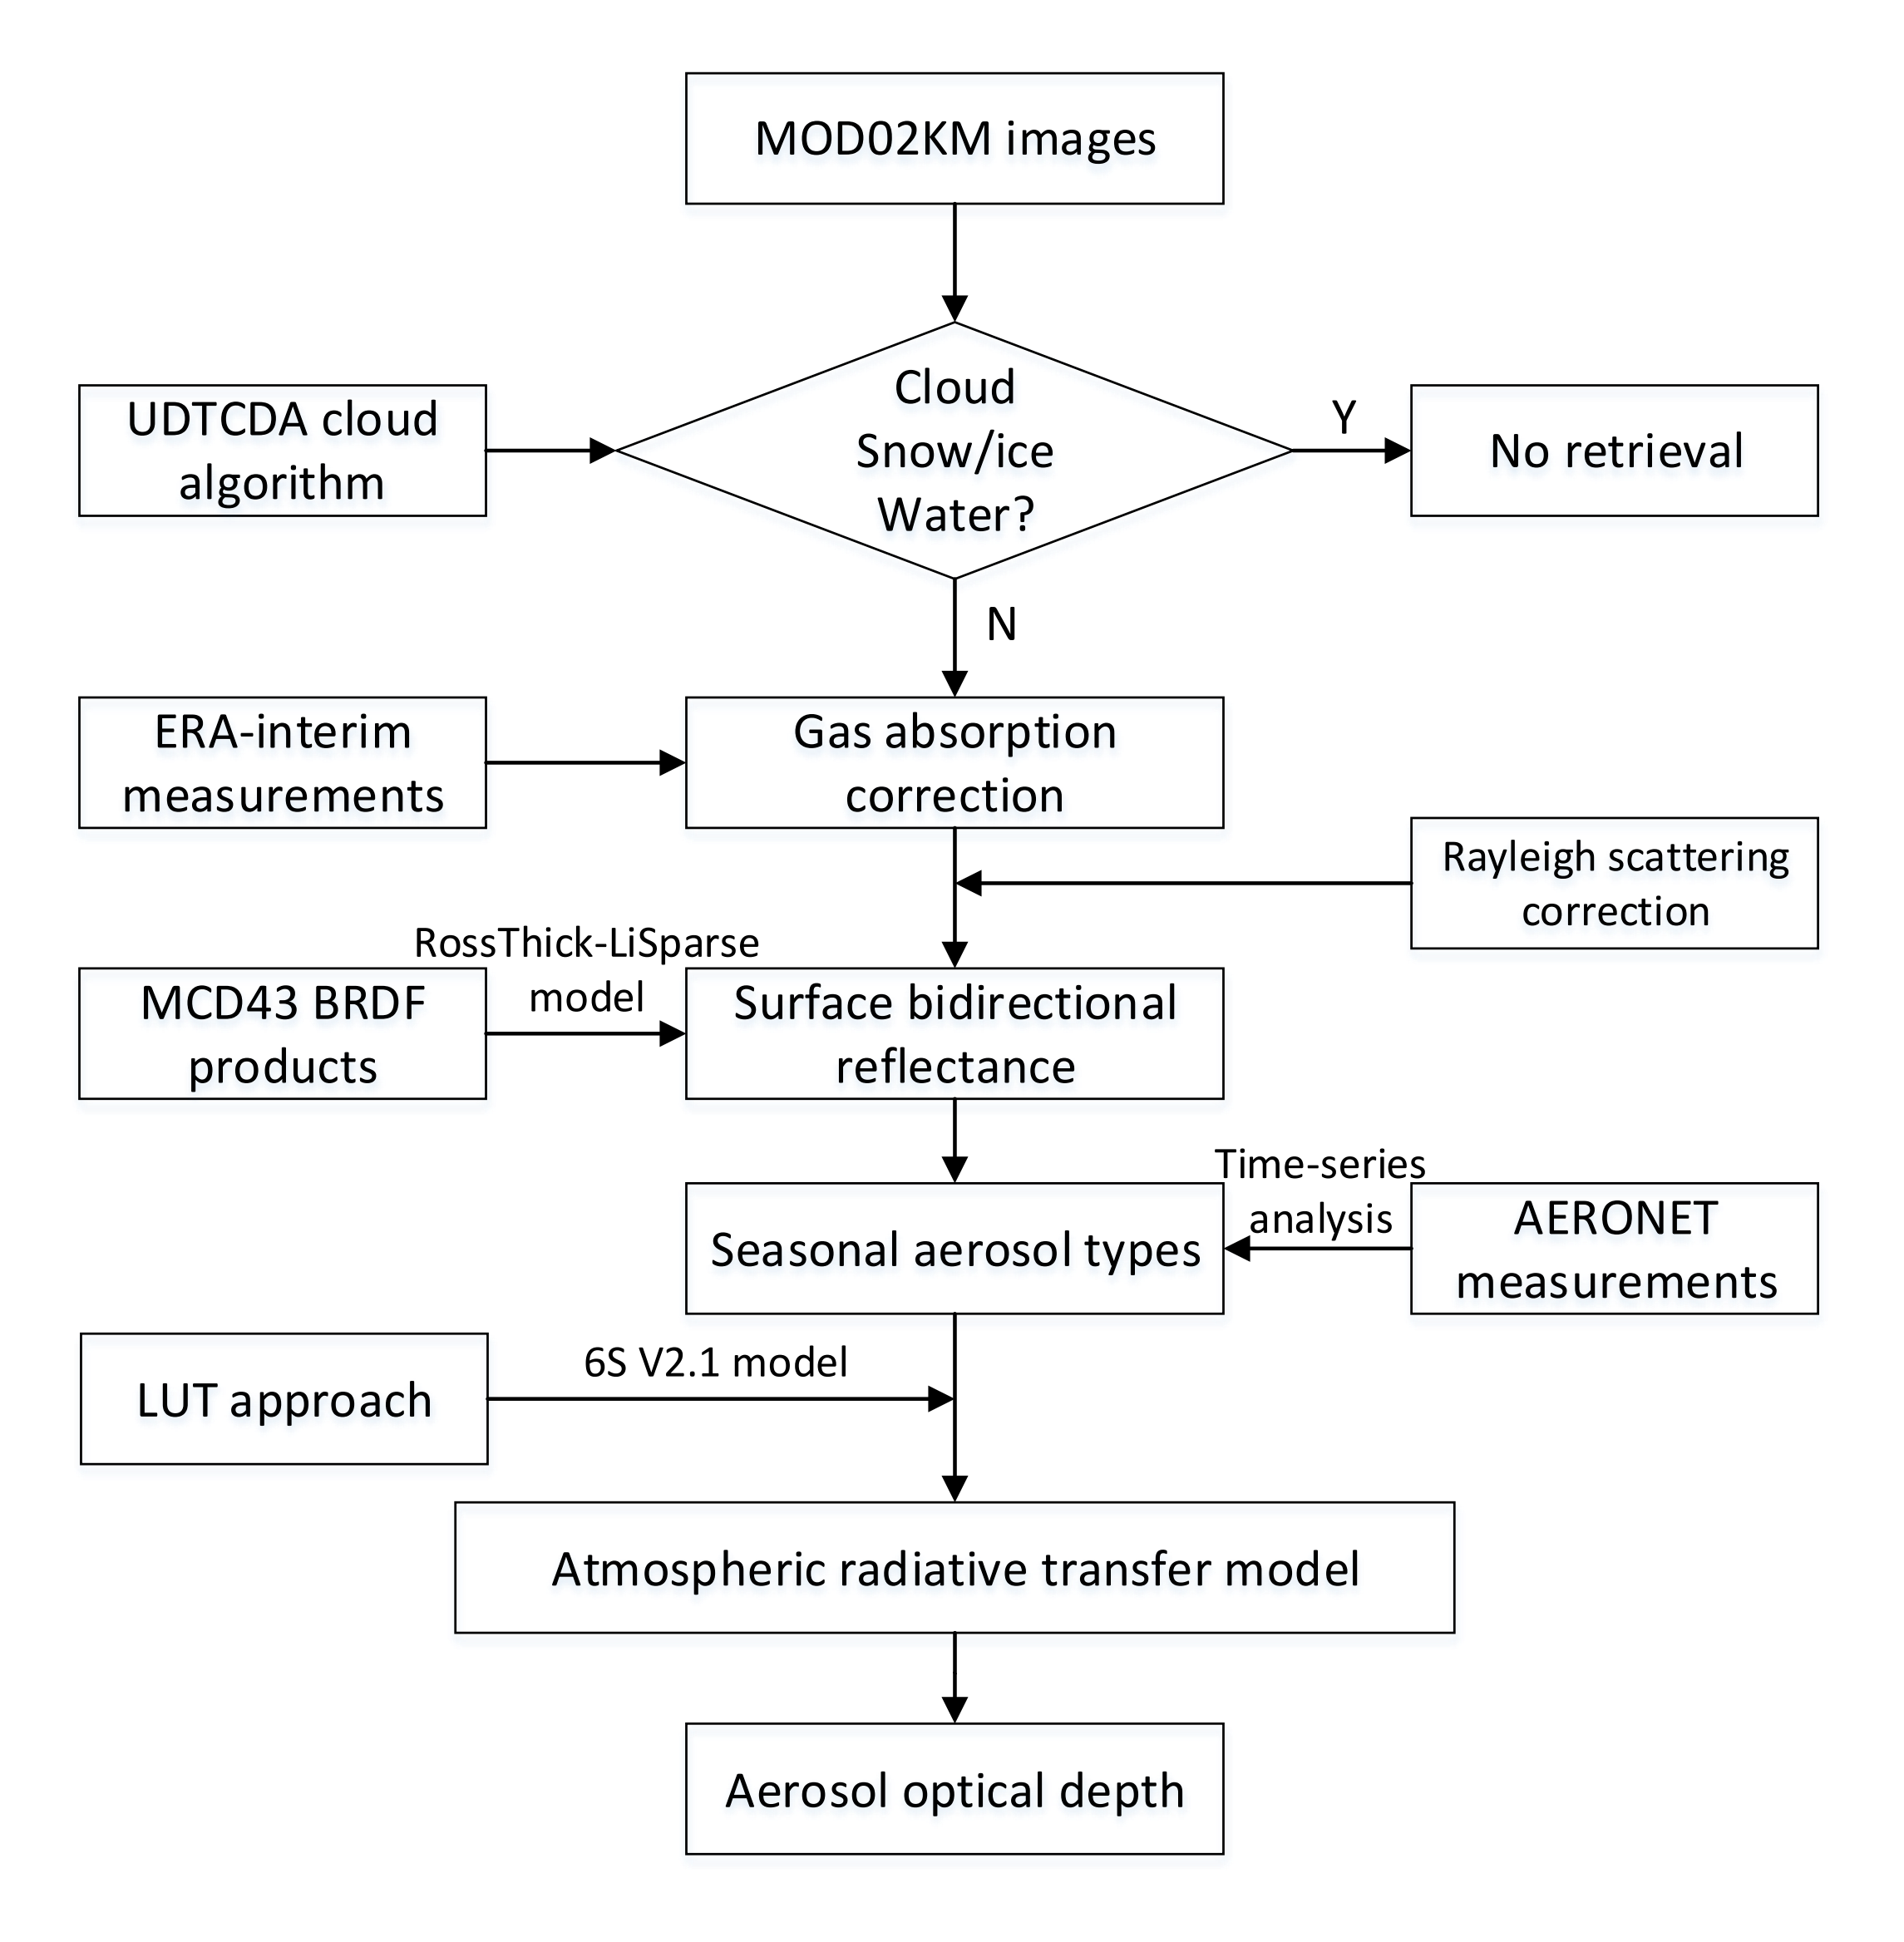 MOD02KM images
Cloud
Snow/ice
Water?
UDTCDA cloud
algorithm
Y
No retrieval
N
ERA-interim
measurements
Gas absorption
correction
Rayleigh scattering
correction
RossThick-LiSparse
model
MCD43 BRDF
products
Surface bidirectional
reflectance
Time-series
analysis
Seasonal aerosol types
AERONET
measurements
LUT approach
6S V2.1 model
Atmospheric radiative transfer model
Aerosol optical depth